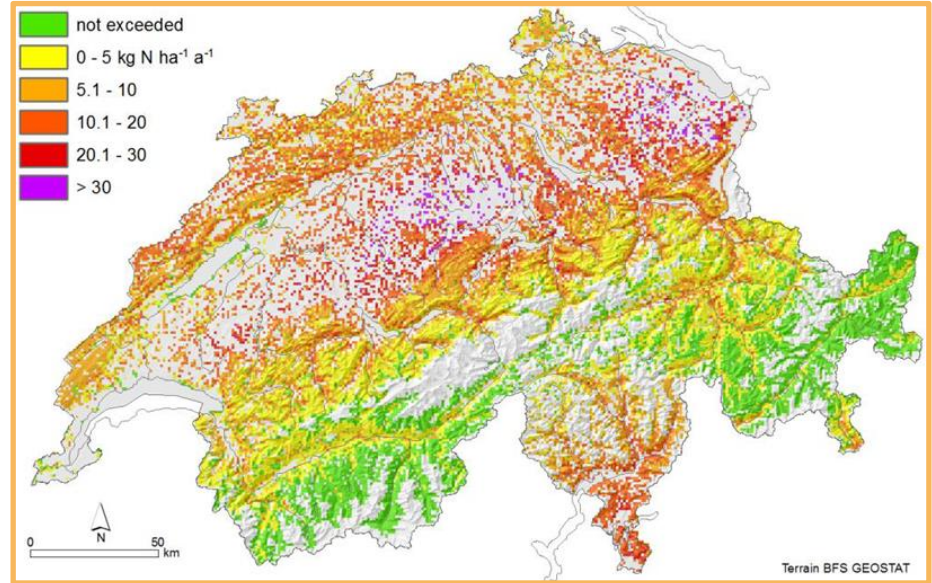 not exceeded
0 - 5 kg N ha⁻¹ a⁻¹
5.1 - 10
10.1 - 20
20.1 - 30
> 30
N
0 50
km
Terrain BFS GEOSTAT